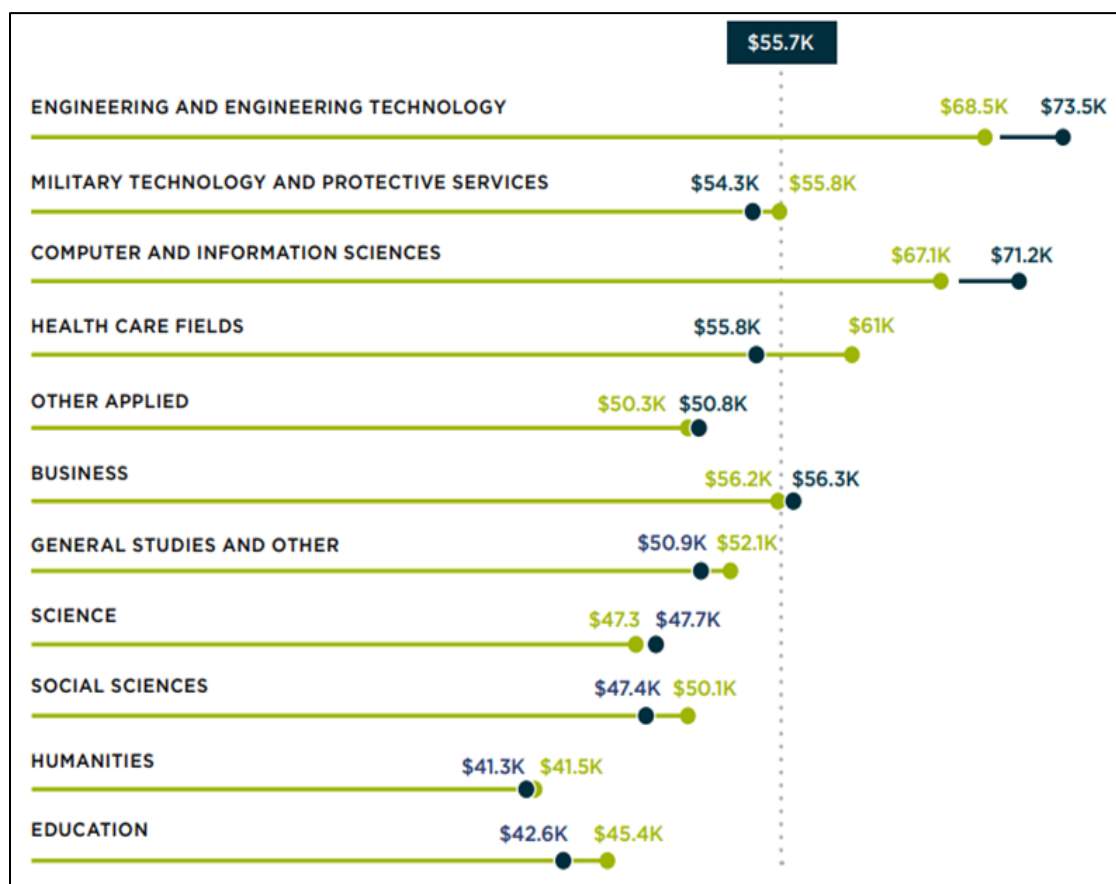 $55.7K
ENGINEERING AND ENGINEERING TECHNOLOGY
$68.5K $73.5K
MILITARY TECHNOLOGY AND PROTECTIVE SERVICES
$54.3K $55.8K
COMPUTER AND INFORMATION SCIENCES
$67.1K $71.2K
HEALTH CARE FIELDS
$55.8K $61K
OTHER APPLIED
$50.3K $50.8K
BUSINESS
$56.2K $56.3K
GENERAL STUDIES AND OTHER
$50.9K $52.1K
SCIENCE
$47.3 $47.7K
SOCIAL SCIENCES
$47.4K $50.1K
HUMANITIES
$41.3K $41.5K
EDUCATION
$42.6K $45.4K